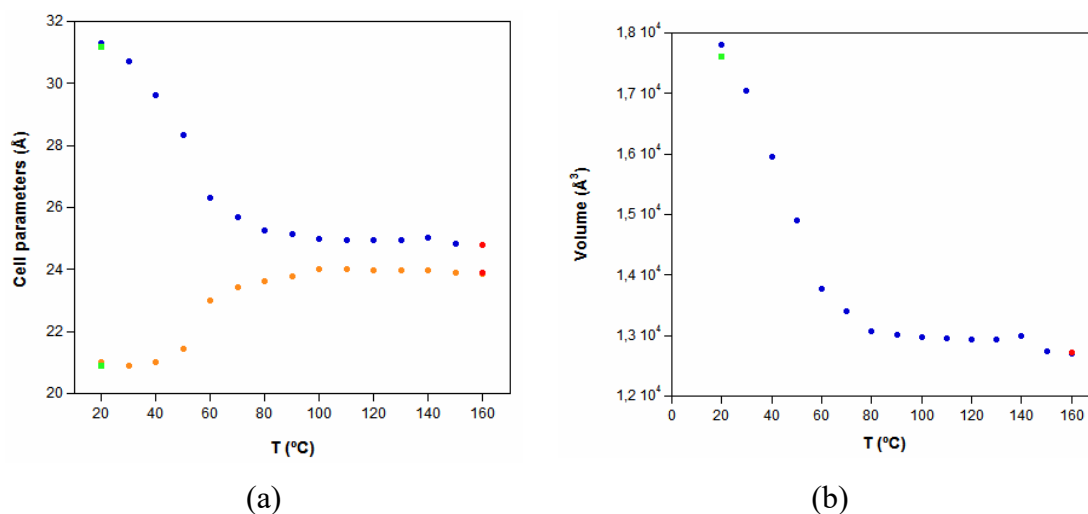 32
30
28
26
24
22
20
Cell parameters (Å)
20 40 60 80 100 120 140 160
T (ºC)
(a)
1,8 10⁴
1,7 10⁴
1,6 10⁴
1,5 10⁴
1,4 10⁴
1,3 10⁴
1,2 10⁴
Volume (Å³)
0 20 40 60 80 100 120 140 160
T (ºC)
(b)